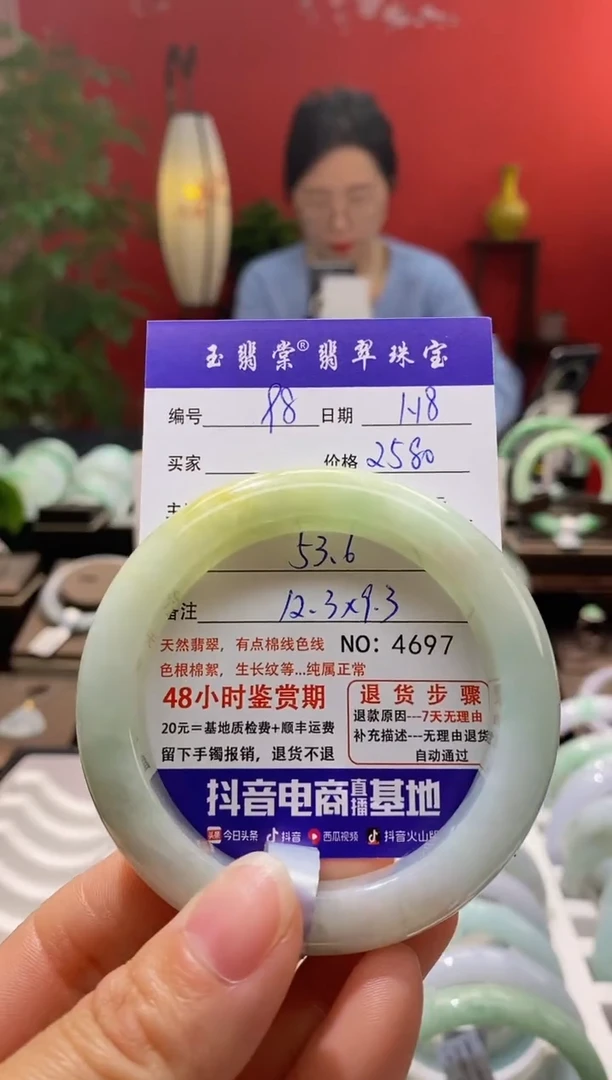 玉翡棠®翡翠珠宝
编号 88 日期 1.18
买家 价格 2580
53.6
备注 12.3×9.3
天然翡翠，有点棉线色线 NO：4697
色根棉絮，生长纹等...纯属正常
48小时鉴赏期
20元=基地质检费+顺丰运费
留下手镯报销，退货不退
退货步骤
退款原因---7天无理由
补充描述---无理由退货
自动通过
抖音电商直播基地
头条 今日头条 抖音 西瓜视频 抖音火山版